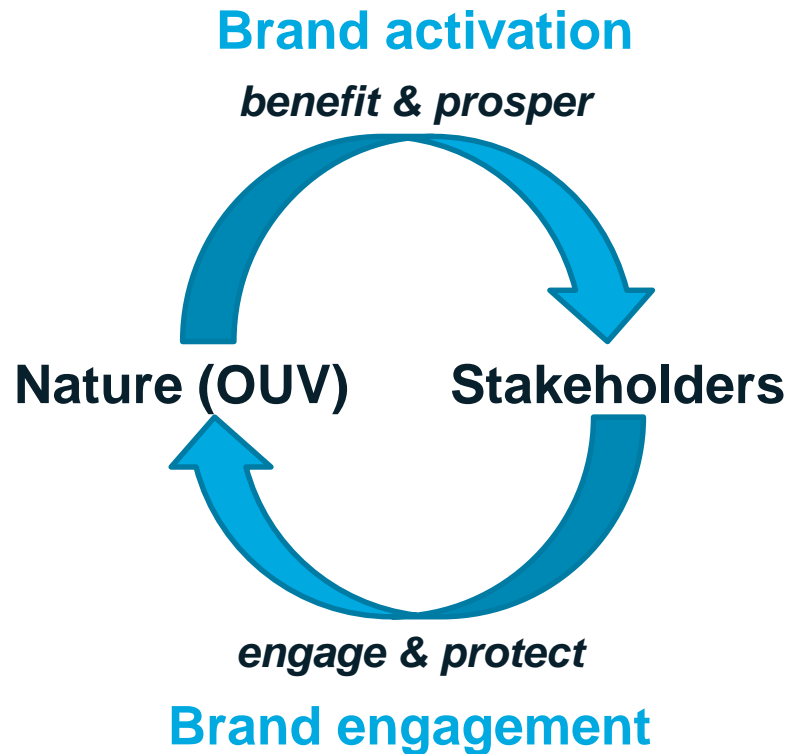 Brand activation
benefit & prosper
Nature (OUV) Stakeholders
engage & protect
Brand engagement